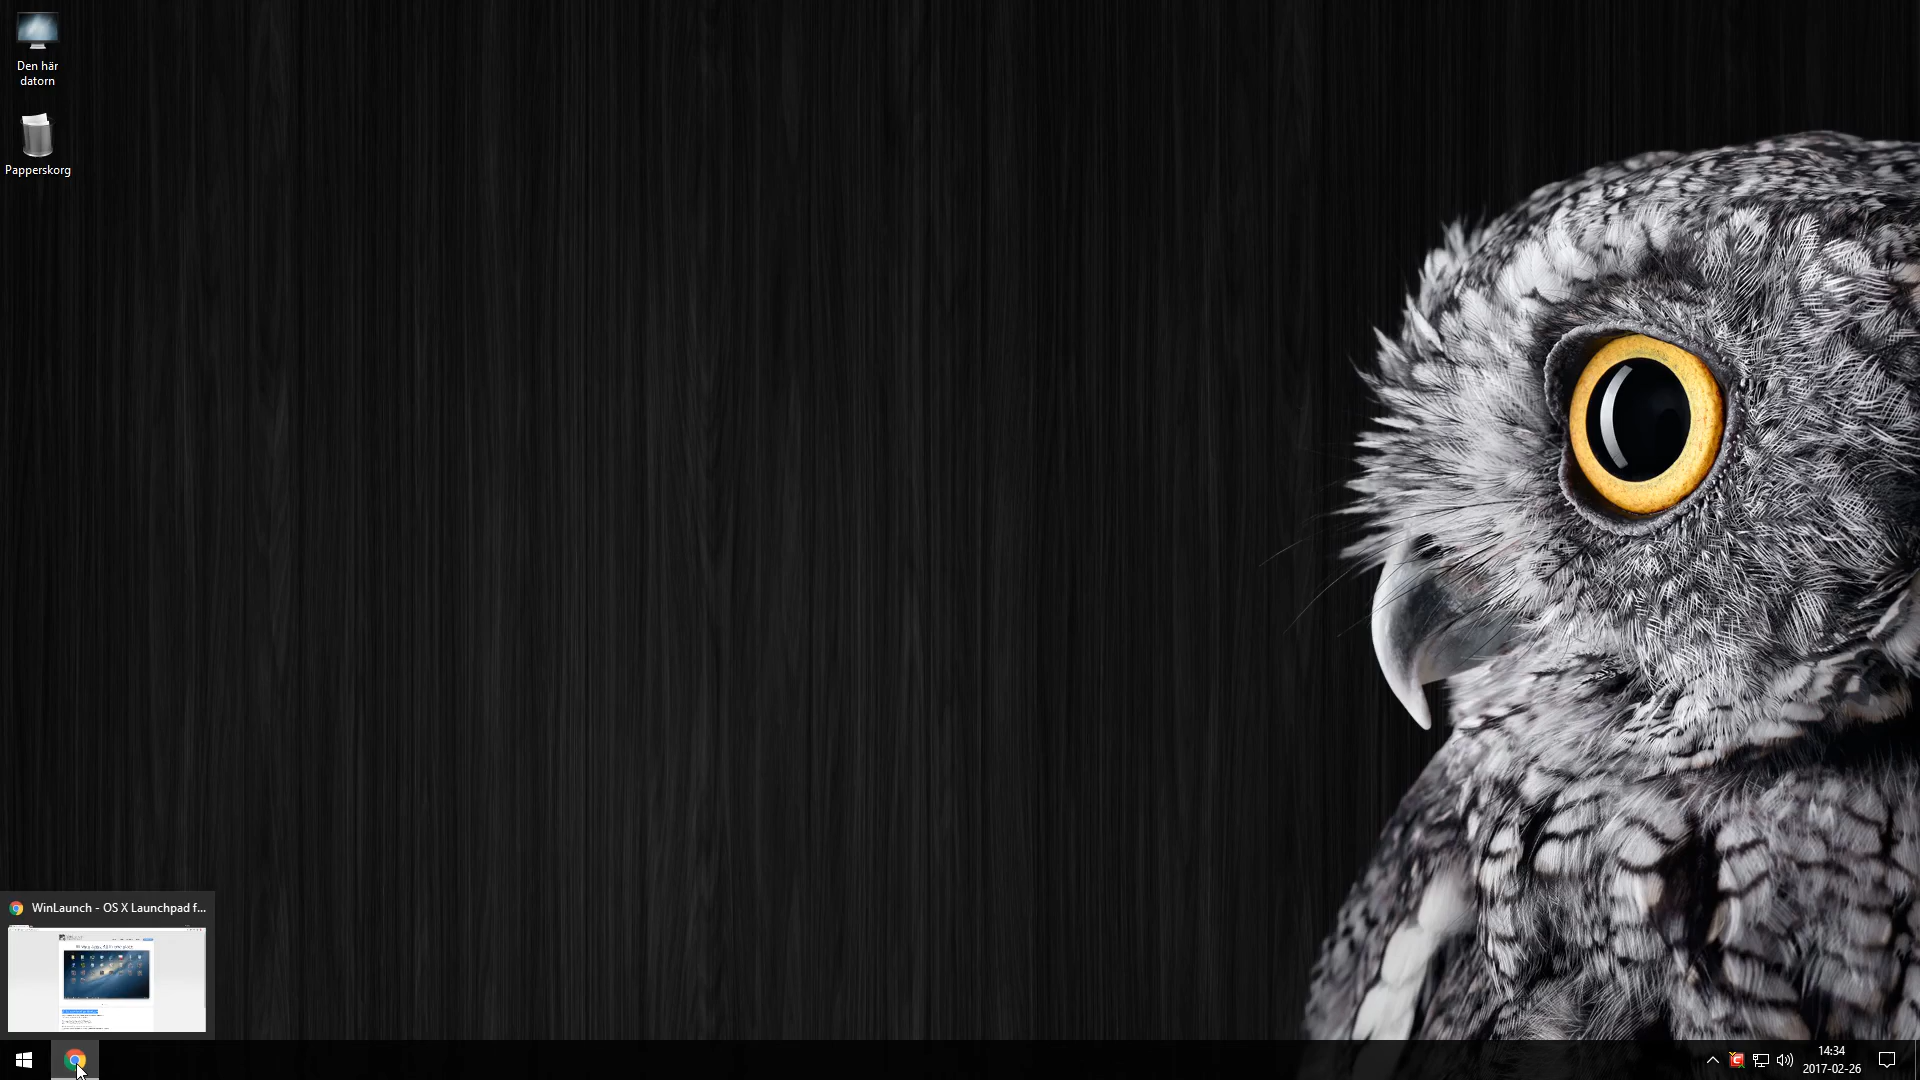 Den här
datorn
Papperskorg
WinLaunch - OS X Launchpad f...
14:34
2017-02-26